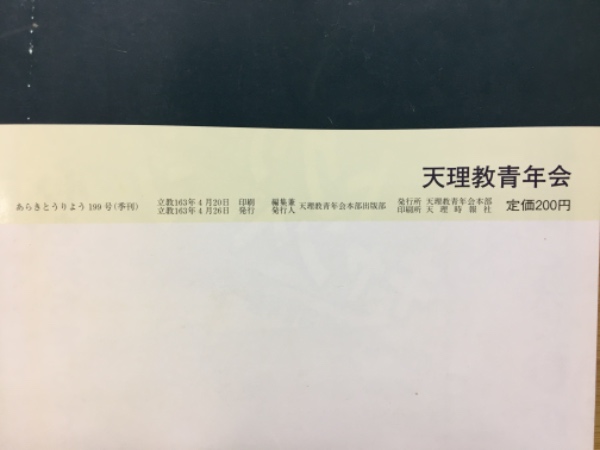 天理教青年会
あらきとうりよう 199号(季刊)
立教163年4月20日 印刷
立教163年4月26日 発行
編集兼
発行人
天理教青年会本部出版部
発行所 天理教青年会本部
印刷所 天理時報社
定価200円